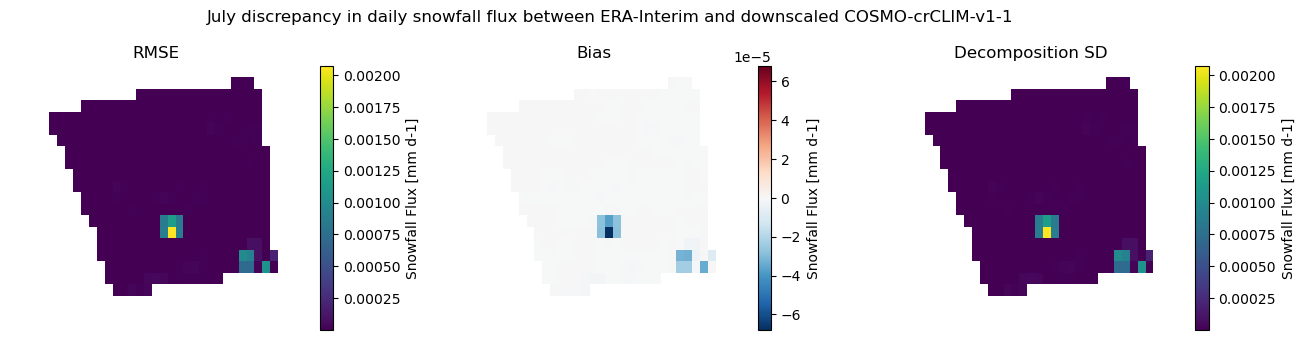 July discrepancy in daily snowfall flux between ERA-Interim and downscaled COSMO-crCLIM-v1-1
RMSE
0.00200
0.00175
0.00150
0.00125
0.00100
0.00075
0.00050
0.00025
Snowfall Flux [mm d-1]
Bias
1e−5
6
4
2
0
−2
−4
−6
Snowfall Flux [mm d-1]
Decomposition SD
0.00200
0.00175
0.00150
0.00125
0.00100
0.00075
0.00050
0.00025
Snowfall Flux [mm d-1]